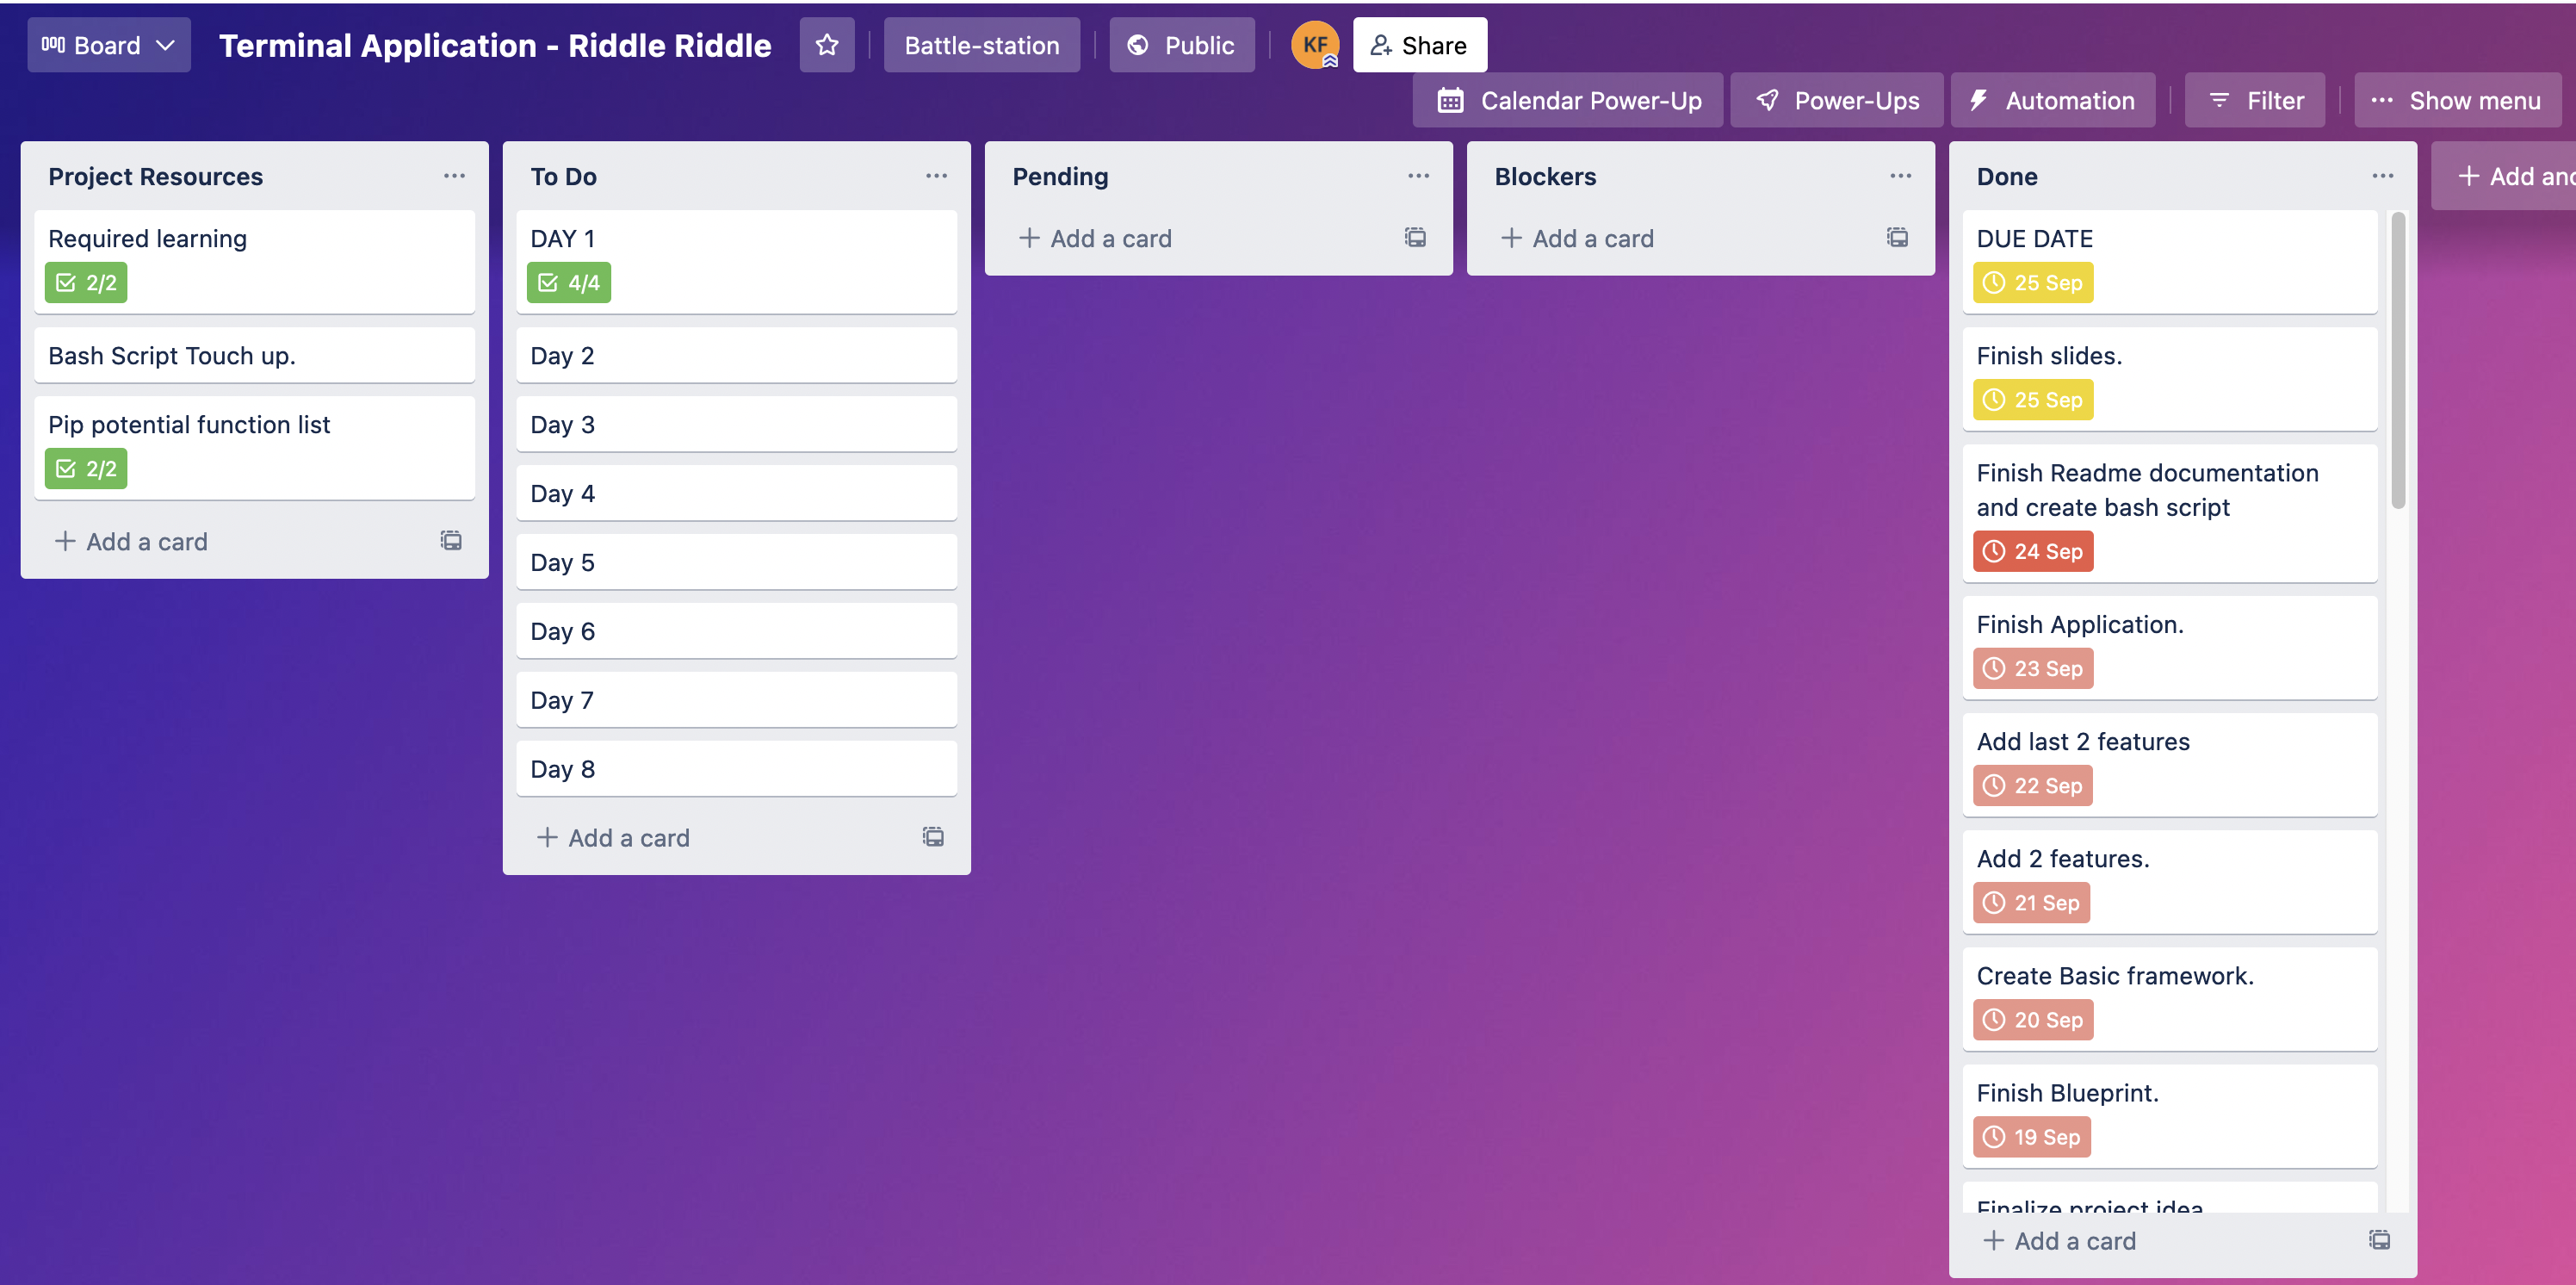 Board
Terminal Application - Riddle Riddle
Battle-station
Public
KF
Share
Calendar Power-Up
Power-Ups
Automation
Filter
Show menu
Project Resources
Required learning
2/2
Bash Script Touch up.
Pip potential function list
2/2
Add a card
To Do
DAY 1
4/4
Day 2
Day 3
Day 4
Day 5
Day 6
Day 7
Day 8
Add a card
Pending
Add a card
Blockers
Add a card
Done
DUE DATE
25 Sep
Finish slides.
25 Sep
Finish Readme documentation
and create bash script
24 Sep
Finish Application.
23 Sep
Add last 2 features
22 Sep
Add 2 features.
21 Sep
Create Basic framework.
20 Sep
Finish Blueprint.
19 Sep
Finalize project idea
Add a card
Add